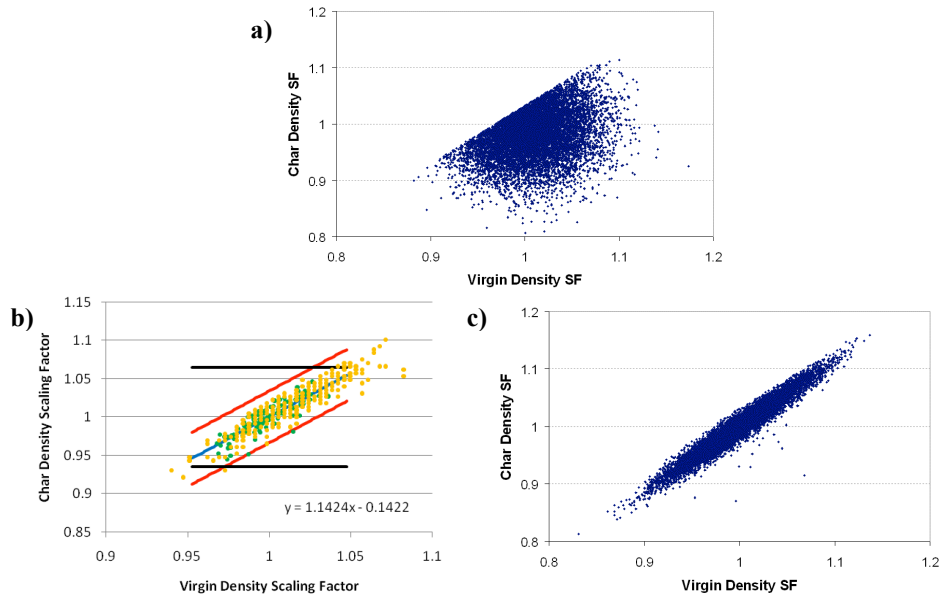 a)
1.2
1.1
1
0.9
0.8
Char Density SF
0.8 0.9 1 1.1 1.2
Virgin Density SF
b)
1.15
1.1
1.05
1
0.95
0.9
0.85
Char Density Scaling Factor
y = 1.1424x - 0.1422
0.9 0.95 1 1.05 1.1
Virgin Density Scaling Factor
c)
1.2
1.1
1
0.9
0.8
Char Density SF
0.8 0.9 1 1.1 1.2
Virgin Density SF